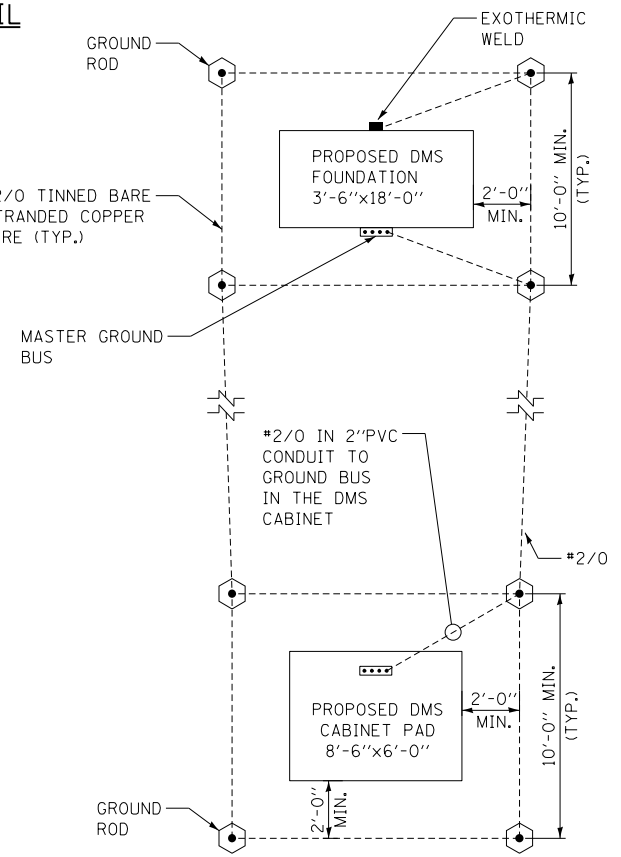 IL
EXOTHERMIC
WELD
GROUND
ROD
PROPOSED DMS
FOUNDATION
3'-6"x18'-0"
2'-0"
MIN.
10'-0" MIN.
(TYP.)
2/0 TINNED BARE
TRANDED COPPER
RE (TYP.)
MASTER GROUND
BUS
#2/0 IN 2"PVC
CONDUIT TO
GROUND BUS
IN THE DMS
CABINET
#2/0
PROPOSED DMS
CABINET PAD
8'-6"x6'-0"
2'-0"
MIN.
10'-0" MIN.
(TYP.)
2'-0"
MIN.
GROUND
ROD